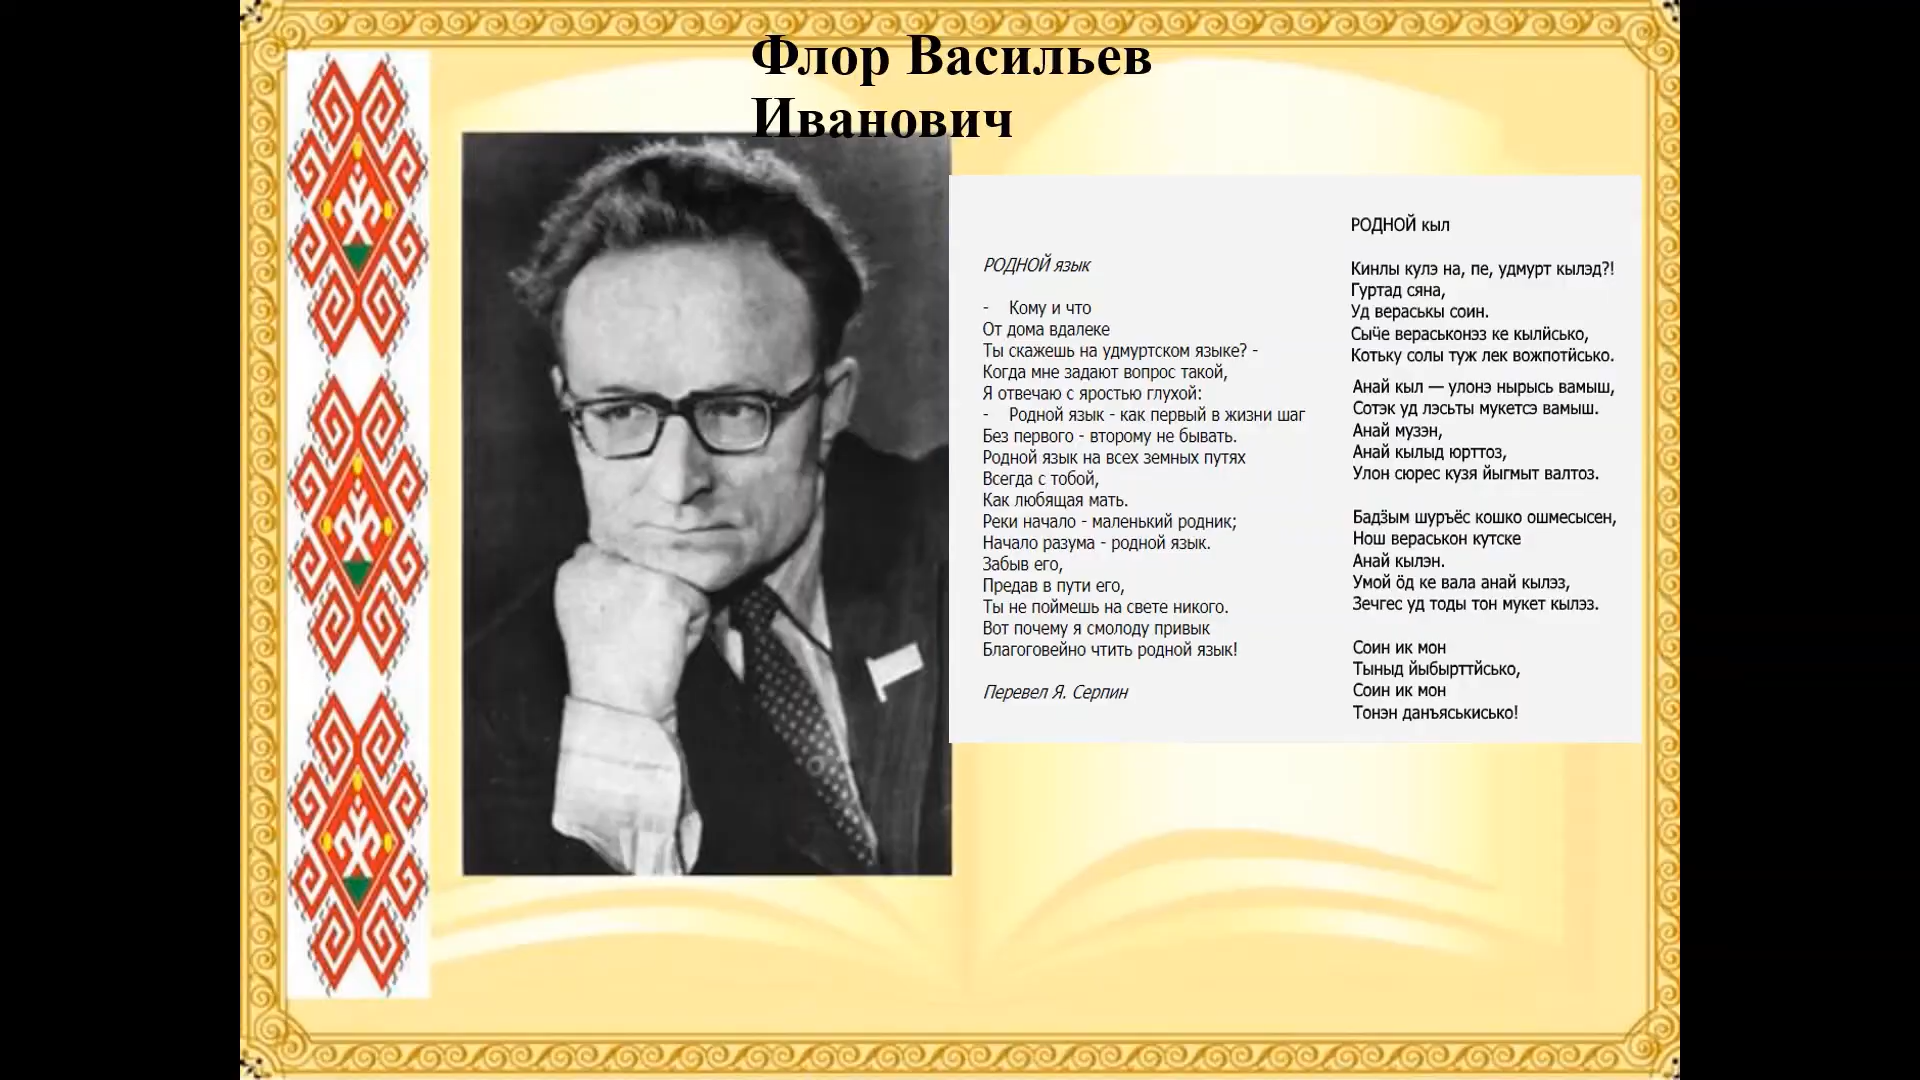 Флор Васильев
Иванович
РОДНОЙ язык
- Кому и что
От дома вдалеке
Ты скажешь на удмуртском языке? -
Когда мне задают вопрос такой,
Я отвечаю с яростью глухой:
- Родной язык - как первый в жизни шаг
Без первого - второму не бывать.
Родной язык на всех земных путях
Всегда с тобой,
Как любящая мать.
Реки начало - маленький родник;
Начало разума - родной язык.
Забыв его,
Предав в пути его,
Ты не поймешь на свете никого.
Вот почему я смолоду привык
Благоговейно чтить родной язык!
Перевел Я. Серпин
РОДНОЙ кыл
Кинлы кулэ на, пе, удмурт кылэд?!
Гуртад сяна,
Уд вераськы соин.
Сыӵе вераськонэз ке кылӥсько,
Котьку солы туж лек вожпотӥсько.
Анай кыл — улонэ нырысь вамыш,
Сотэк уд лэсьты мукетсэ вамыш.
Анай музэн,
Анай кылыд юрттоз,
Улон сюрес кузя йыгмыт валтоз.
Бадӟым шуръёс кошко ошмесысен,
Нош вераськон кутске
Анай кылэн.
Умой ӧд ке вала анай кылэз,
Зечгес уд тоды тон мукет кылэз.
Соин ик мон
Тыныд йыбырттӥсько,
Соин ик мон
Тонэн данъяськисько!